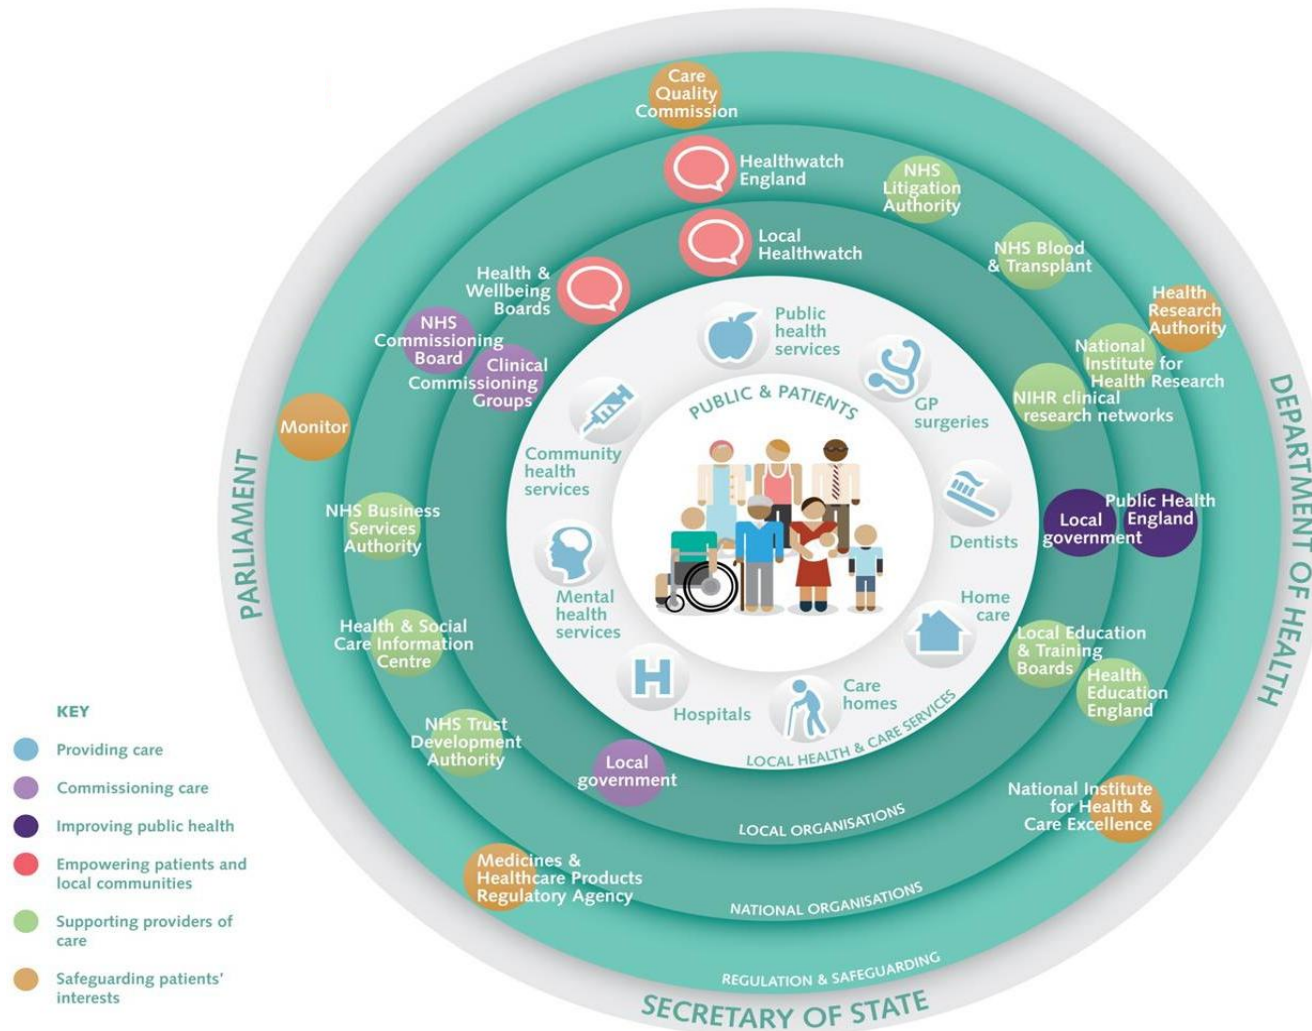 Care
Quality
Commission
Healthwatch
England
NHS
Litigation
Authority
Local
Healthwatch
NHS Blood
& Transplant
Health &
Wellbeing
Boards
Health
Research
Authority
NHS
Commissioning
Board
Clinical
Commissioning
Groups
National
Institute for
Health Research
NIHR clinical
research networks
Public
health
services
GP
surgeries
PUBLIC & PATIENTS
Monitor
Community
health
services
PARLIAMENT
DEPARTMENT OF HEALTH
NHS Business
Services
Authority
Dentists
Local
government
Public Health
England
Mental
health
services
Home
care
Health & Social
Care Information
Centre
Local Education
& Training
Boards
Health
Education
England
Hospitals
Care
homes
LOCAL HEALTH & CARE SERVICES
NHS Trust
Development
Authority
Local
government
National Institute
for Health &
Care Excellence
LOCAL ORGANISATIONS
Medicines &
Healthcare Products
Regulatory Agency
NATIONAL ORGANISATIONS
REGULATION & SAFEGUARDING
SECRETARY OF STATE
KEY
Providing care
Commissioning care
Improving public health
Empowering patients and
local communities
Supporting providers of
care
Safeguarding patients'
interests
H